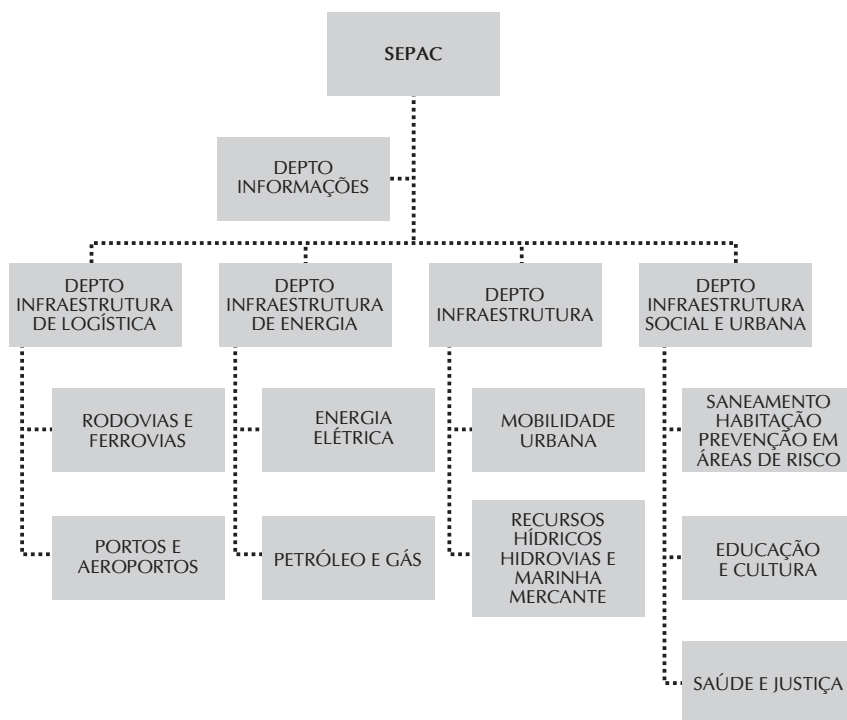 SEPAC
DEPTO
INFORMAÇÕES
DEPTO
INFRAESTRUTURA
DE LOGÍSTICA
DEPTO
INFRAESTRUTURA
DE ENERGIA
DEPTO
INFRAESTRUTURA
DEPTO
INFRAESTRUTURA
SOCIAL E URBANA
RODOVIAS E
FERROVIAS
ENERGIA
ELÉTRICA
MOBILIDADE
URBANA
SANEAMENTO
HABITAÇÃO
PREVENÇÃO EM
ÁREAS DE RISCO
PORTOS E
AEROPORTOS
PETRÓLEO E GÁS
RECURSOS
HÍDRICOS
HIDROVIAS E
MARINHA
MERCANTE
EDUCAÇÃO
E CULTURA
SAÚDE E JUSTIÇA